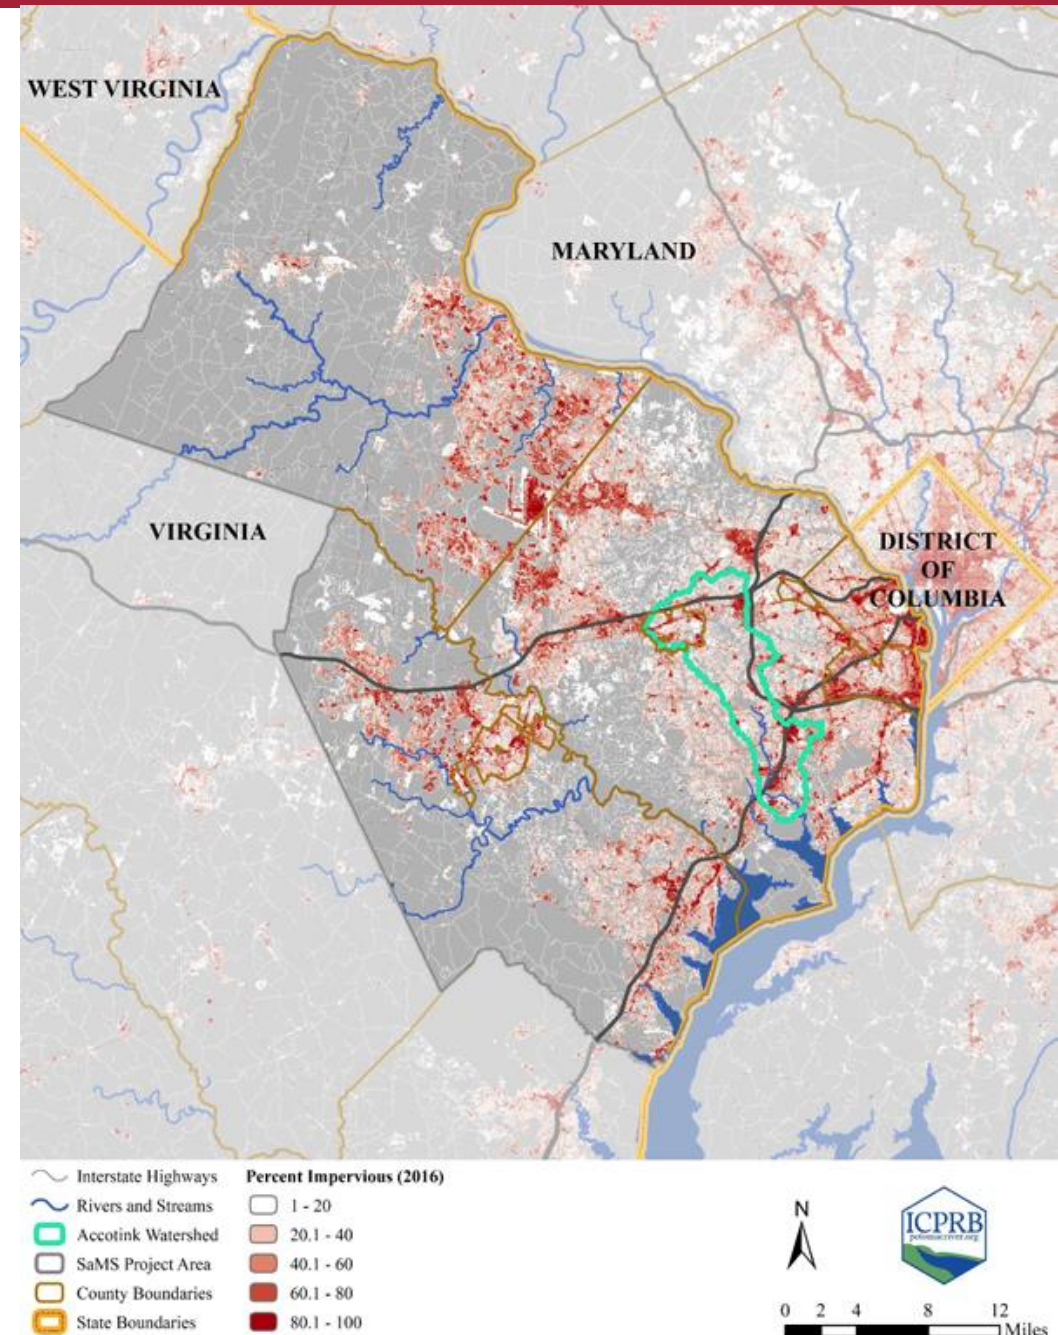 WEST VIRGINIA
MARYLAND
VIRGINIA
DISTRICT
OF
COLUMBIA
Interstate Highways
Rivers and Streams
Accotink Watershed
SaMS Project Area
County Boundaries
State Boundaries
Percent Impervious (2016)
1 - 20
20.1 - 40
40.1 - 60
60.1 - 80
80.1 - 100
N
ICPRB
potomacriver.org
0 2 4 8 12
Miles